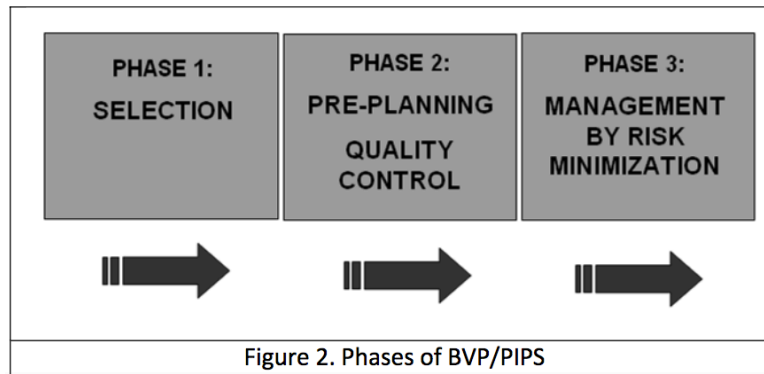 PHASE 1:
SELECTION
PHASE 2:
PRE-PLANNING
QUALITY
CONTROL
PHASE 3:
MANAGEMENT
BY RISK
MINIMIZATION
Figure 2. Phases of BVP/PIPS